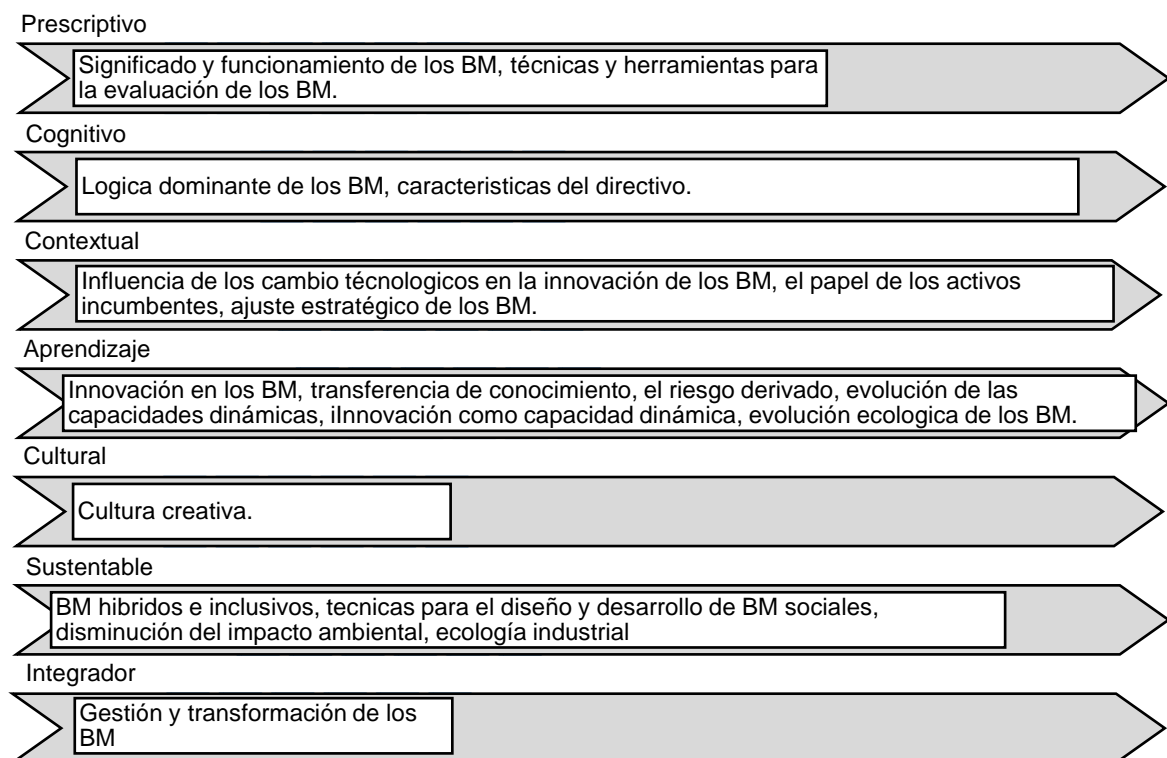 Prescriptivo
Significado y funcionamiento de los BM, técnicas y herramientas para
la evaluación de los BM.
Cognitivo
Logica dominante de los BM, caracteristicas del directivo.
Contextual
Influencia de los cambio técnologicos en la innovación de los BM, el papel de los activos
incumbentes, ajuste estratégico de los BM.
Aprendizaje
Innovación en los BM, transferencia de conocimiento, el riesgo derivado, evolución de las
capacidades dinámicas, iInnovación como capacidad dinámica, evolución ecologica de los BM.
Cultural
Cultura creativa.
Sustentable
BM hibridos e inclusivos, tecnicas para el diseño y desarrollo de BM sociales,
disminución del impacto ambiental, ecología industrial
Integrador
Gestión y transformación de los
BM